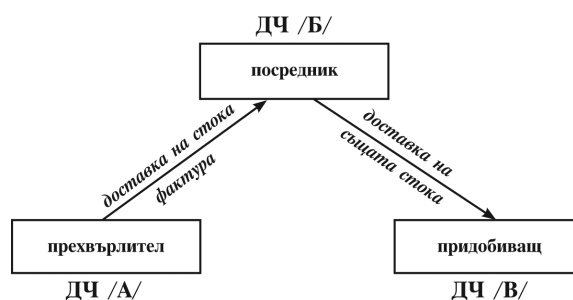 ДЧ /Б/
посредник
доставка на стока
фактура
доставка на
същата стока
прехвърлител
придобиващ
ДЧ /А/
ДЧ /В/